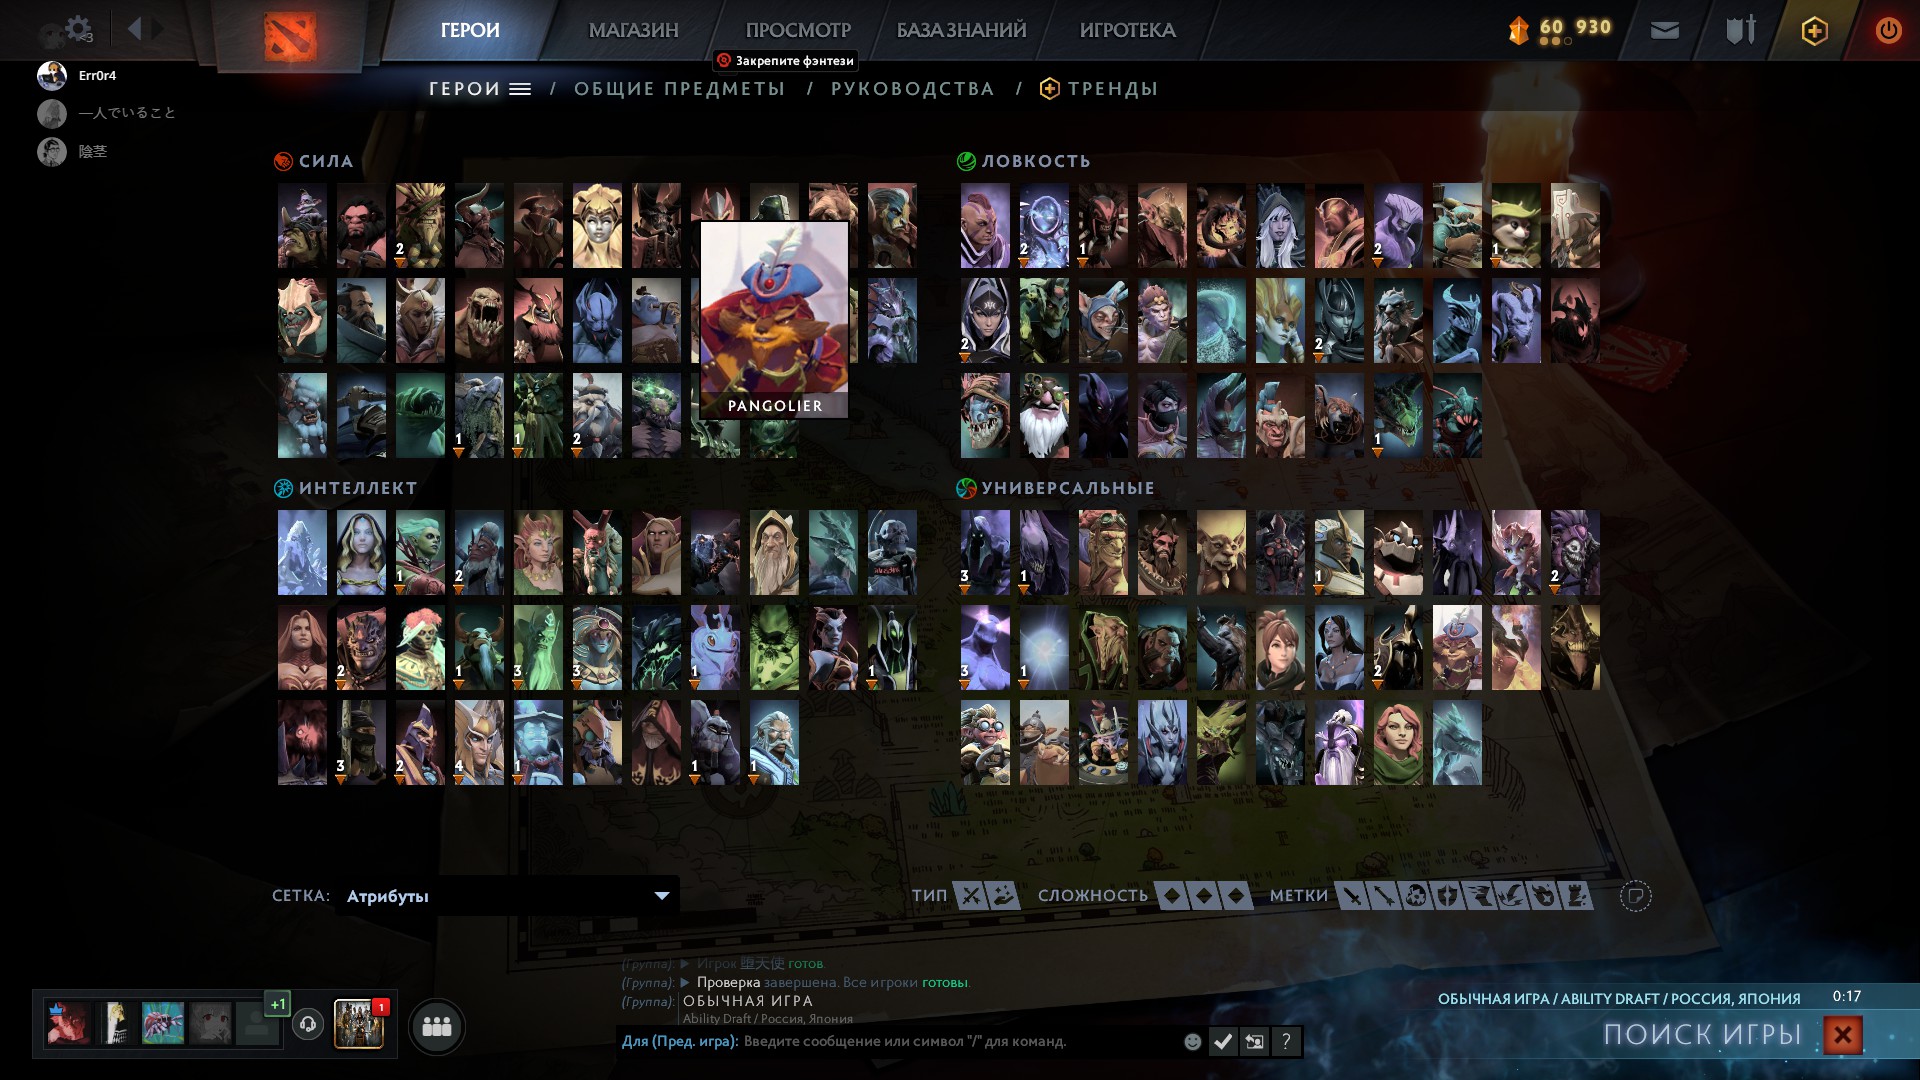 <3
ГЕРОИ
МАГАЗИН
ПРОСМОТР
БАЗА ЗНАНИЙ
ИГРОТЕКА
60 930
Закрепите фэнтези
Err0r4
一人でいること
陰茎
ГЕРОИ / ОБЩИЕ ПРЕДМЕТЫ / РУКОВОДСТВА / ТРЕНДЫ
СИЛА
2
1 1 2
PANGOLIER
ЛОВКОСТЬ
2 1 2 1
2 2
1
ИНТЕЛЛЕКТ
1 2
2 1 3 3 1 1
3 2 4 1 1 1
УНИВЕРСАЛЬНЫЕ
3 1 1 2
3 1 2
СЕТКА: Атрибуты
ТИП
СЛОЖНОСТЬ
МЕТКИ
(Группа): Игрок 堕天使 готов.
(Группа): Проверка завершена. Все игроки готовы.
(Группа): ОБЫЧНАЯ ИГРА
Ability Draft / Россия, Япония
Для (Пред. игра): Введите сообщение или символ "/" для команд.
?
+1
1
ОБЫЧНАЯ ИГРА / ABILITY DRAFT / РОССИЯ, ЯПОНИЯ
0:17
ПОИСК ИГРЫ